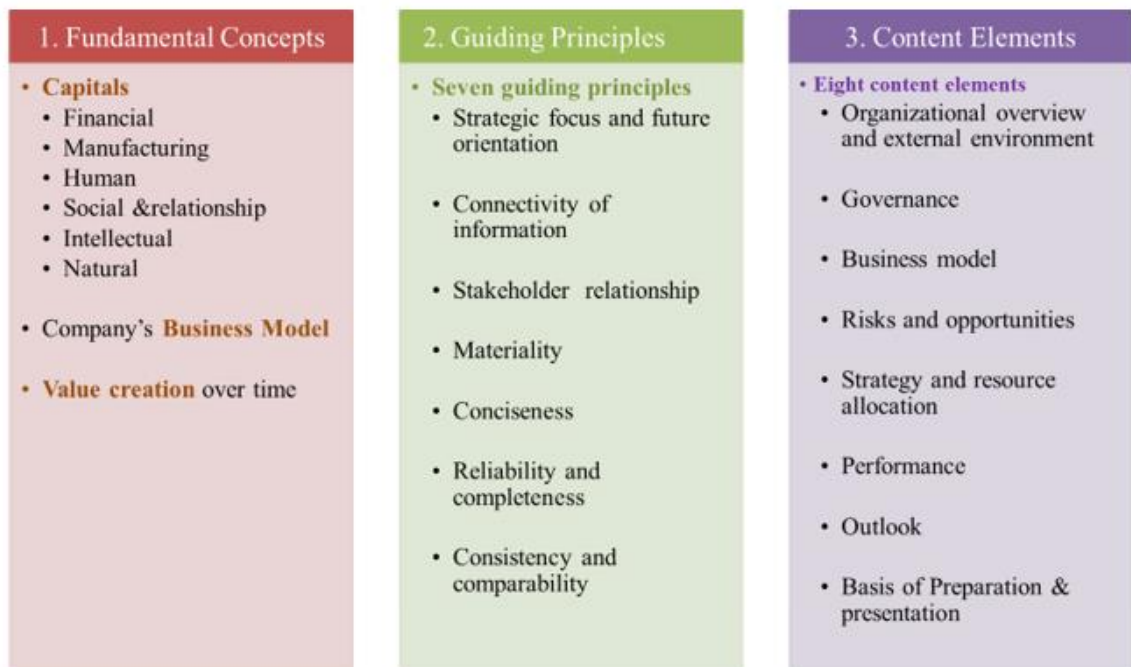 1. Fundamental Concepts
• Capitals
• Financial
• Manufacturing
• Human
• Social &relationship
• Intellectual
• Natural
• Company's Business Model
• Value creation over time
2. Guiding Principles
• Seven guiding principles
• Strategic focus and future
orientation
• Connectivity of
information
• Stakeholder relationship
• Materiality
• Conciseness
• Reliability and
completeness
• Consistency and
comparability
3. Content Elements
• Eight content elements
• Organizational overview
and external environment
• Governance
• Business model
• Risks and opportunities
• Strategy and resource
allocation
• Performance
• Outlook
• Basis of Preparation &
presentation